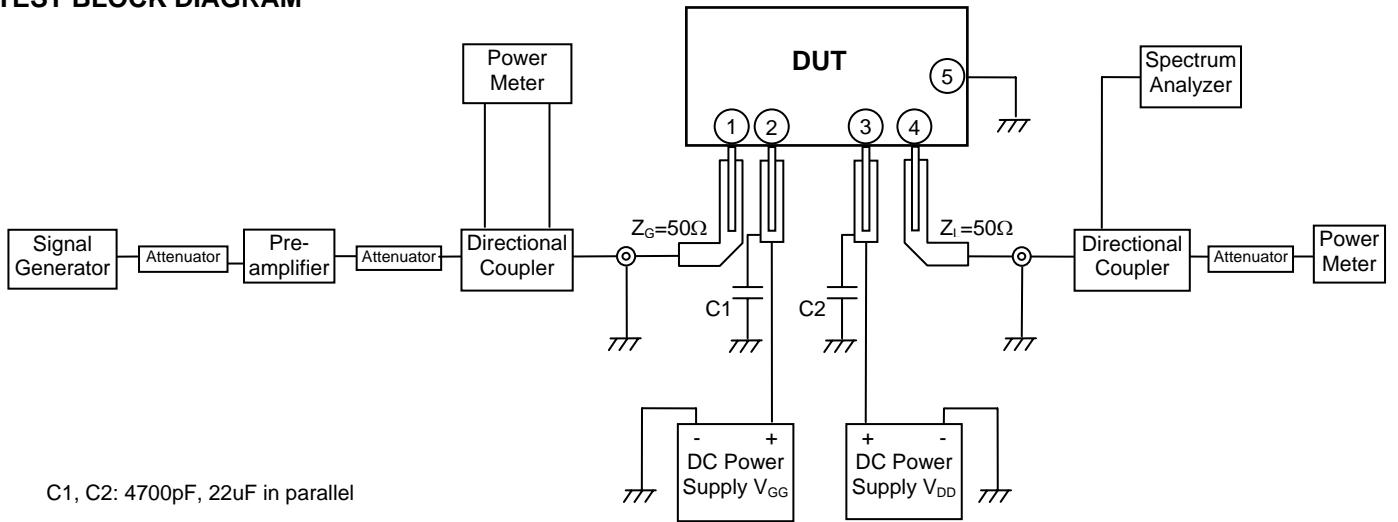 TEST BLOCK DIAGRAM
Power
Meter
DUT
5
Spectrum
Analyzer
1
2
3
4
Signal
Generator
Attenuator
Pre-
amplifier
Attenuator
Directional
Coupler
ZG=50Ω
ZL=50Ω
Directional
Coupler
Attenuator
Power
Meter
C1
C2
- +
DC Power
Supply VGG
+ -
DC Power
Supply VDD
C1, C2: 4700pF, 22uF in parallel